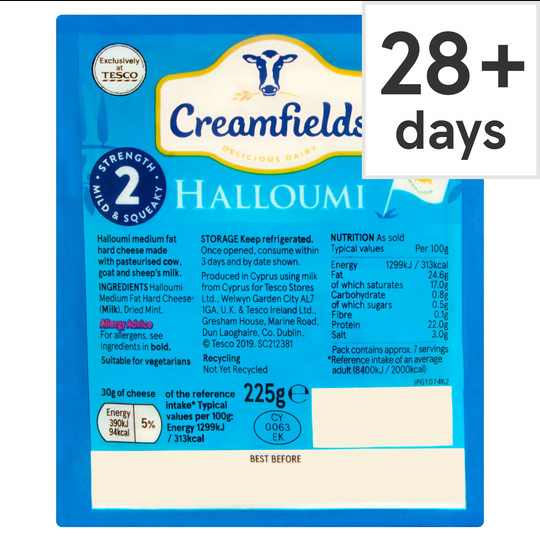 28+
days
Exclusively
at
TESCO
Creamfields
DELICIOUS DAIRY
STRENGTH
2
MILD & SQUEAKY
HALLOUMI
Halloumi medium fat
hard cheese made
with pasteurised cow,
goat and sheep's milk.
INGREDIENTS Halloumi
Medium Fat Hard Cheese
(Milk), Dried Mint.
Allergy Advice
For allergens, see
ingredients in bold.
Suitable for vegetarians
STORAGE Keep refrigerated.
Once opened, consume within
3 days and by date shown.
Produced in Cyprus using milk
from Cyprus for Tesco Stores
Ltd., Welwyn Garden City AL7
1GA, U.K. & Tesco Ireland Ltd.,
Gresham House, Marine Road,
Dun Laoghaire, Co. Dublin.
© Tesco 2019. SC212381
Recycling
Not Yet Recycled
NUTRITION As sold
Typical values Per 100g
Energy 1299kJ / 313kcal
Fat 24.6g
of which saturates 17.0g
Carbohydrate 0.8g
of which sugars 0.5g
Fibre 0.1g
Protein 22.0g
Salt 3.0g
Pack contains approx. 7 servings
*Reference intake of an average
adult (8400kJ / 2000kcal)
JPG107462
30g of cheese
Energy
390kJ
94kcal
5%
of the reference
intake* Typical
values per 100g:
Energy 1299kJ
/ 313kcal
225g ℮
CY
0063
EK
BEST BEFORE